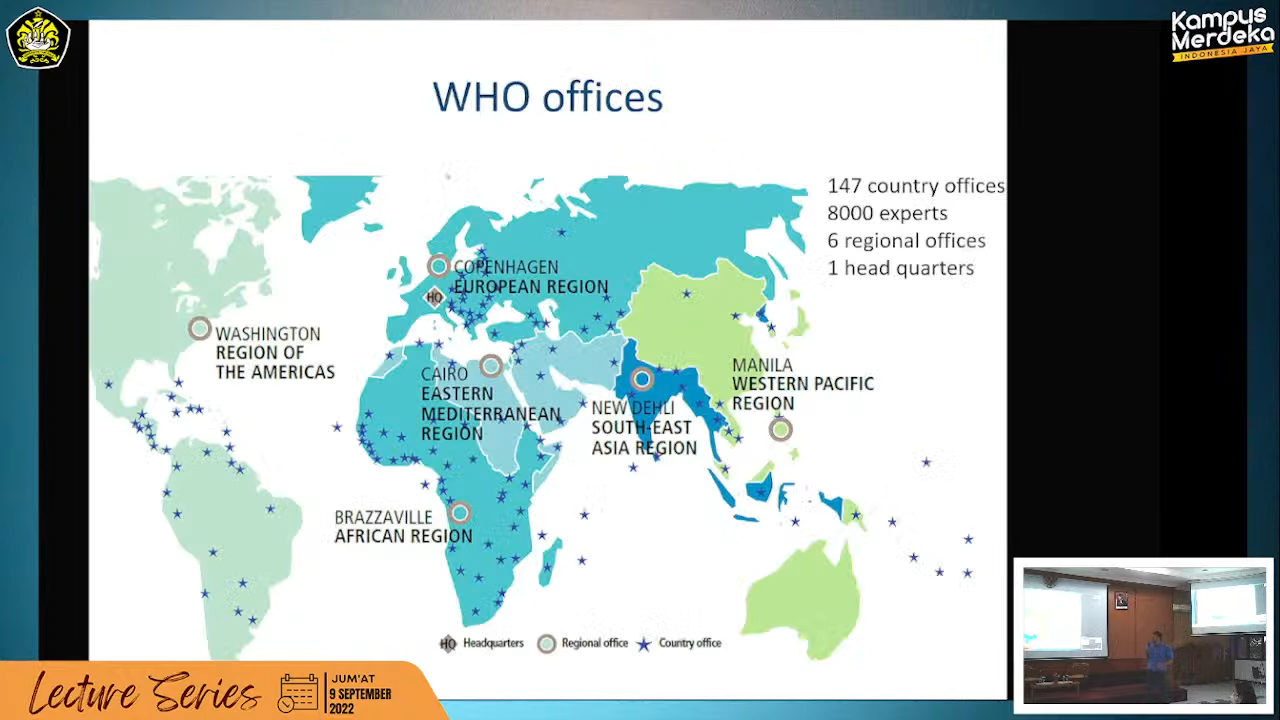 Kampus
Merdeka
INDONESIA JAYA
WHO offices
147 country offices
8000 experts
6 regional offices
1 head quarters
COPENHAGEN
EUROPEAN REGION
HQ
WASHINGTON
REGION OF
THE AMERICAS
CAIRO
EASTERN
MEDITERRANEAN
REGION
NEW DEHLI
SOUTH-EAST
ASIA REGION
MANILA
WESTERN PACIFIC
REGION
BRAZZAVILLE
AFRICAN REGION
HQ Headquarters
Regional office
Country office
Lecture Series
JUM'AT
9 SEPTEMBER
2022